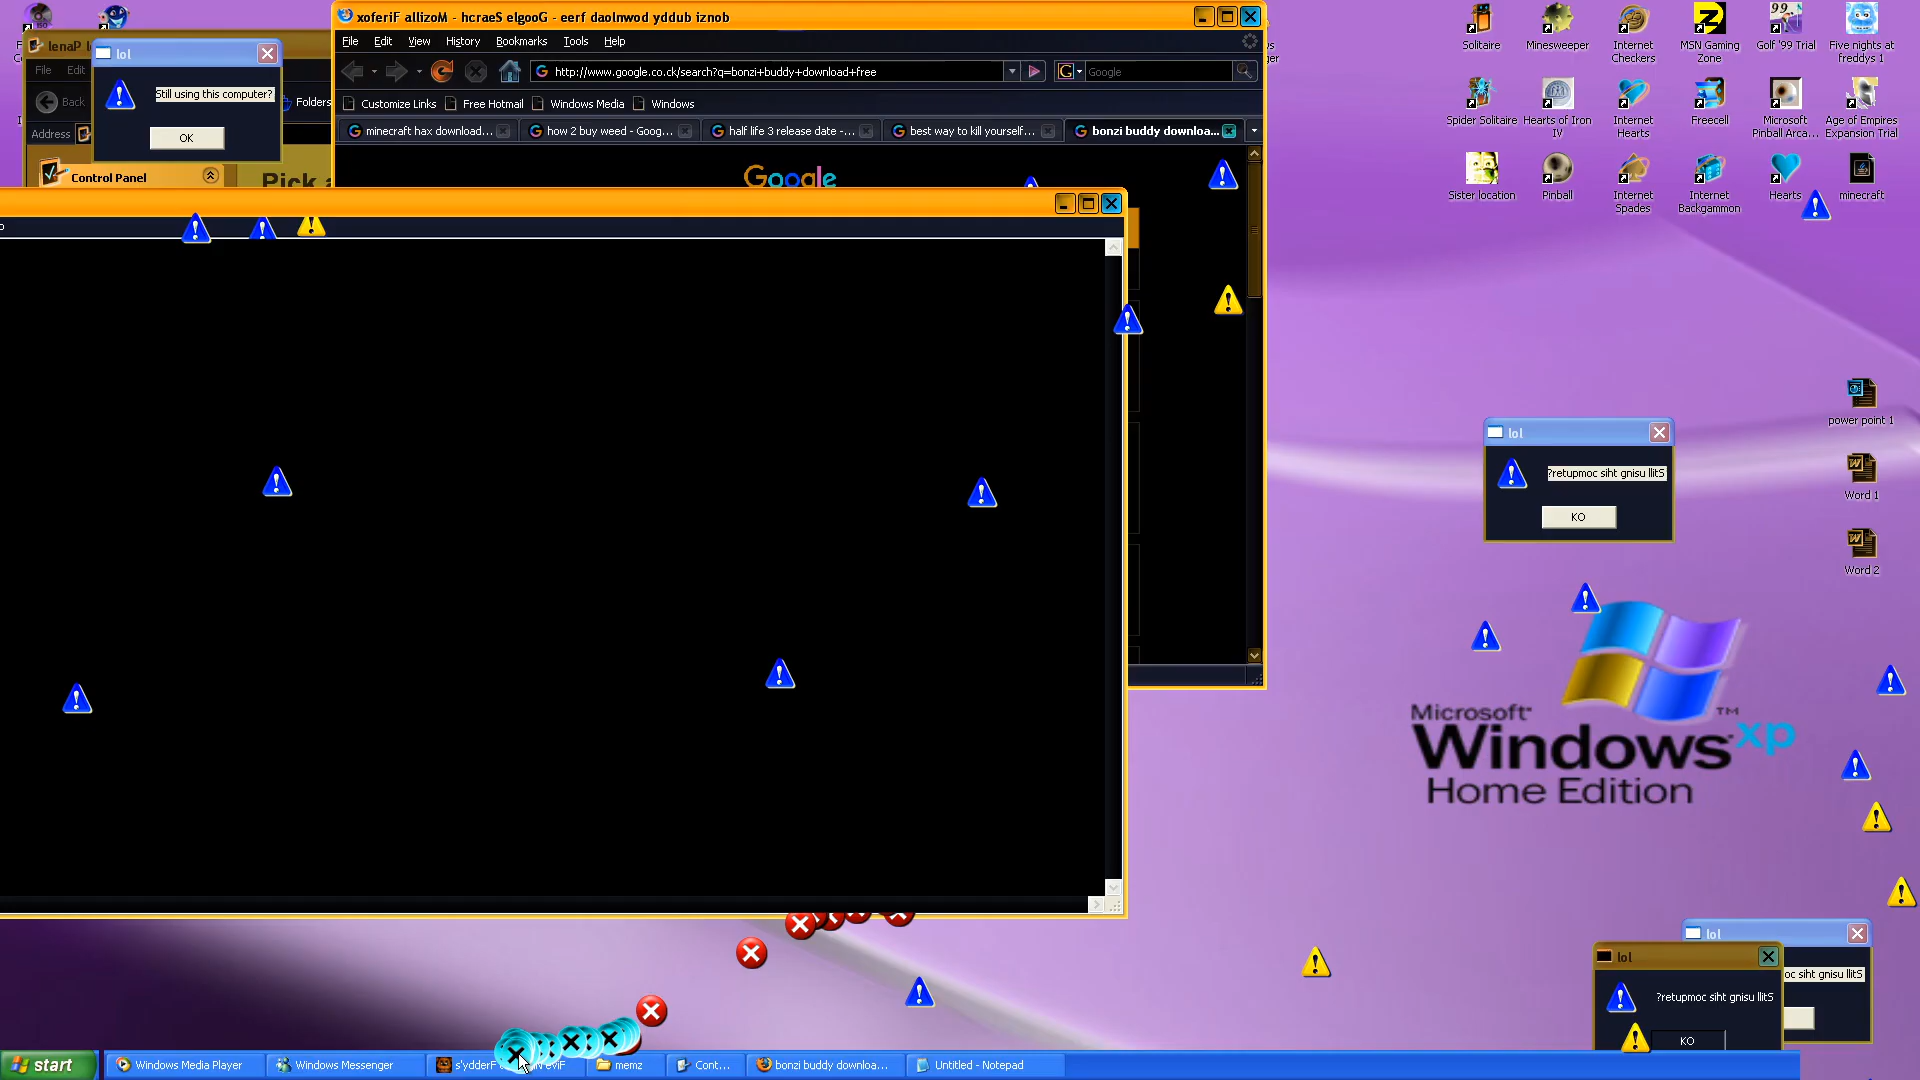 xoferiF allizoM - hcraeS elgooG - eerf daolnwod yddub iznob
File Edit View History Bookmarks Tools Help
http://www.google.co.ck/search?q=bonzi+buddy+download+free
Google
Customize Links Free Hotmail Windows Media Windows
minecraft hax download... how 2 buy weed - Goog... half life 3 release date -... best way to kill yourself... bonzi buddy downloa...
Google
lenaP
File Edit
Back Folders
Address
Control Panel
Pick a
lol
Still using this computer?
OK
Solitaire
Minesweeper
Internet Checkers
MSN Gaming Zone
Golf '99 Trial
Five nights at freddys 1
Spider Solitaire
Hearts of Iron IV
Internet Hearts
Freecell
Microsoft Pinball Arca...
Age of Empires Expansion Trial
Sister location
Pinball
Internet Spades
Internet Backgammon
Hearts
minecraft
power point 1
Word 1
Word 2
lol
?retupmoc siht gnisu llitS
KO
Microsoft
Windows xp
TM
Home Edition
lol
oc siht gnisu llitS
lol
?retupmoc siht gnisu llitS
KO
start
Windows Media Player
Windows Messenger
s'ydderF
memz
Cont...
bonzi buddy downloa...
Untitled - Notepad